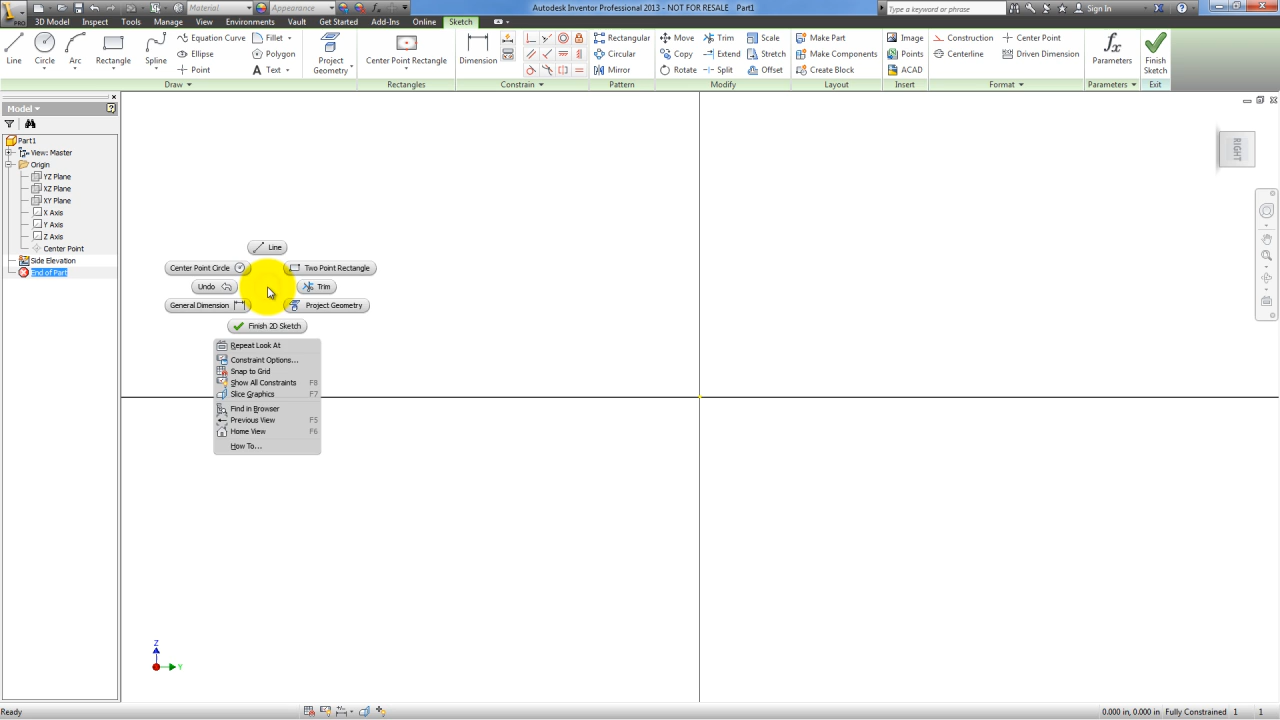 Material
Appearance
Autodesk Inventor Professional 2013 - NOT FOR RESALE   Part1
Type a keyword or phrase
Sign In
PRO
3D Model
Inspect
Tools
Manage
View
Environments
Vault
Get Started
Add-Ins
Online
Sketch
Line
Circle
Arc
Rectangle
Spline
Equation Curve
Ellipse
Point
Fillet
Polygon
Text
Project Geometry
Center Point Rectangle
Dimension
Rectangular
Circular
Mirror
Move
Copy
Rotate
Trim
Extend
Split
Scale
Stretch
Offset
Make Part
Make Components
Create Block
Image
Points
ACAD
Construction
Centerline
Center Point
Driven Dimension
Parameters
Finish Sketch
Draw
Rectangles
Constrain
Pattern
Modify
Layout
Insert
Format
Parameters
Exit
Model
Part1
View: Master
Origin
YZ Plane
XZ Plane
XY Plane
X Axis
Y Axis
Z Axis
Center Point
Side Elevation
End of Part
RIGHT
Line
Center Point Circle
Two Point Rectangle
Undo
Trim
General Dimension
Project Geometry
Finish 2D Sketch
Repeat Look At
Constraint Options...
Snap to Grid
Show All Constraints F8
Slice Graphics F7
Find in Browser
Previous View F5
Home View F6
How To...
Z
Y
Ready
0.000 in, 0.000 in   Fully Constrained   1   1